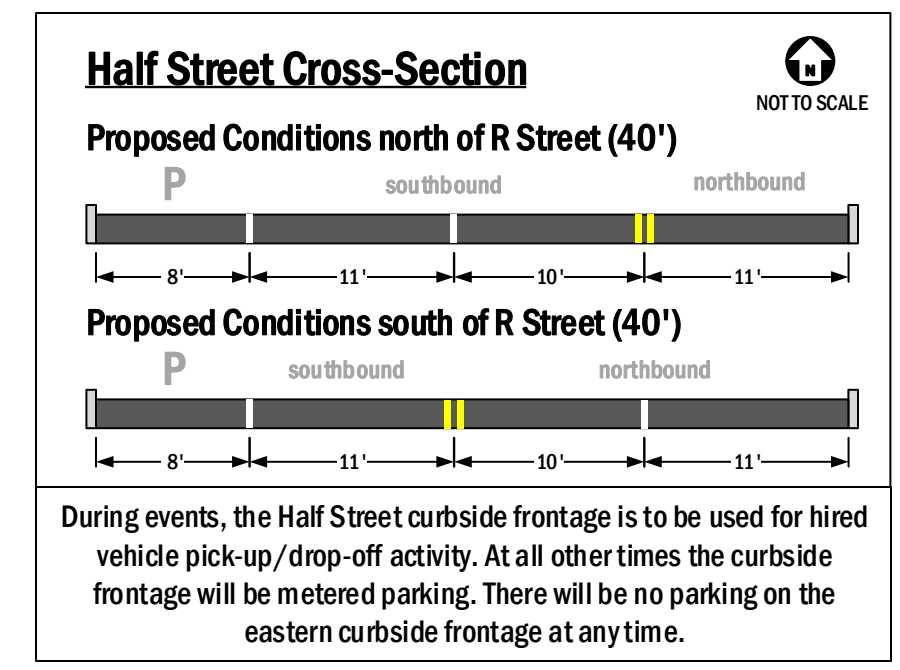 Half Street Cross-Section
N
NOT TO SCALE
Proposed Conditions north of R Street (40')
P southbound northbound
8' 11' 10' 11'
Proposed Conditions south of R Street (40')
P southbound northbound
8' 11' 10' 11'
During events, the Half Street curbside frontage is to be used for hired
vehicle pick-up/drop-off activity. At all other times the curbside
frontage will be metered parking. There will be no parking on the
eastern curbside frontage at any time.